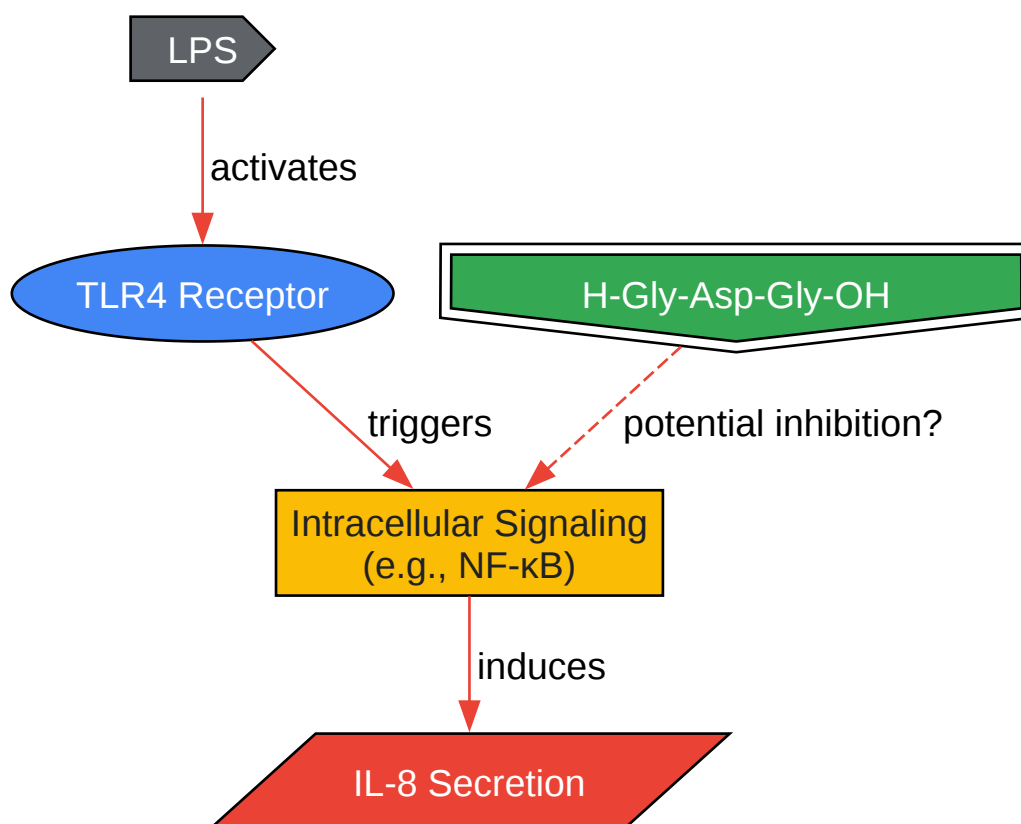 LPS
activates
TLR4 Receptor
H-Gly-Asp-Gly-OH
triggers
potential inhibition?
Intracellular Signaling
(e.g., NF-κB)
induces
IL-8 Secretion